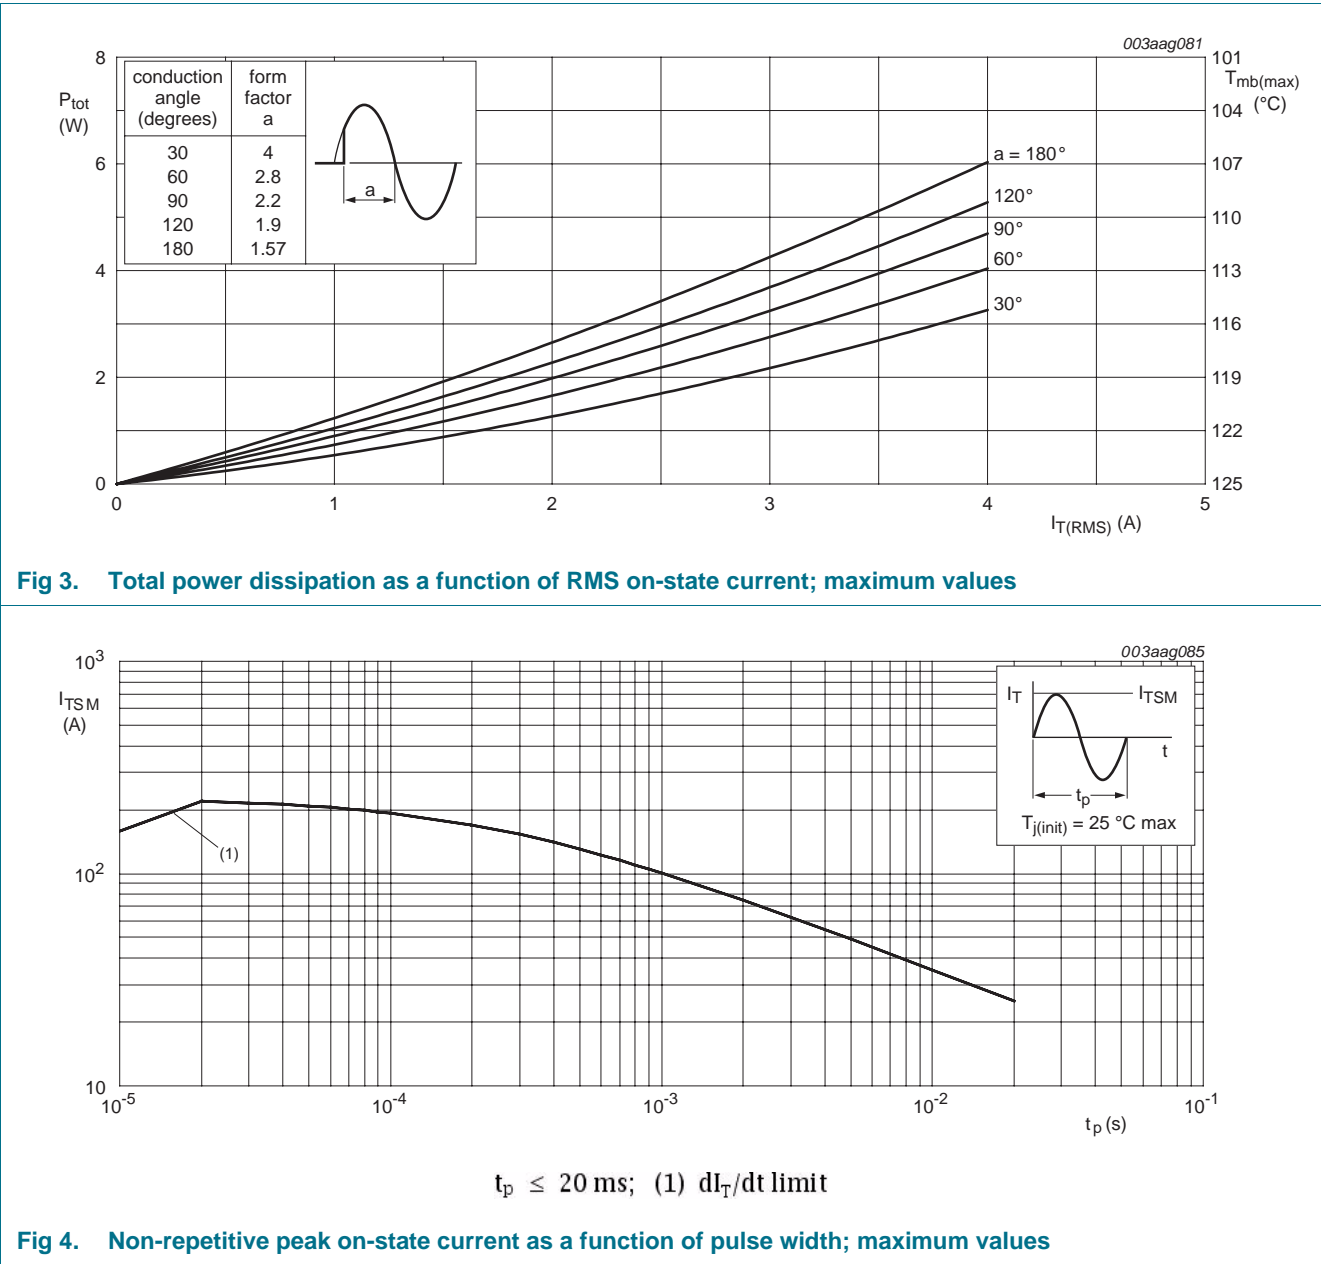 003aag081
8
101
Ptot
(W)
Tmb(max)
(°C)
conduction
angle
(degrees)
form
factor
a
30 4
60 2.8
90 2.2
120 1.9
180 1.57
a
104
6
107
a = 180°
120°
110
90°
4
113
60°
30°
116
2
119
122
0
125
0 1 2 3 4 5
IT(RMS) (A)
Fig 3. Total power dissipation as a function of RMS on-state current; maximum values
003aag085
10³
ITSM
(A)
IT
ITSM
t
tp
Tj(init) = 25 °C max
(1)
10²
10
10-5 10-4 10-3 10-2 10-1
tp (s)
tp ≤ 20 ms; (1) dIT/dt limit
Fig 4. Non-repetitive peak on-state current as a function of pulse width; maximum values